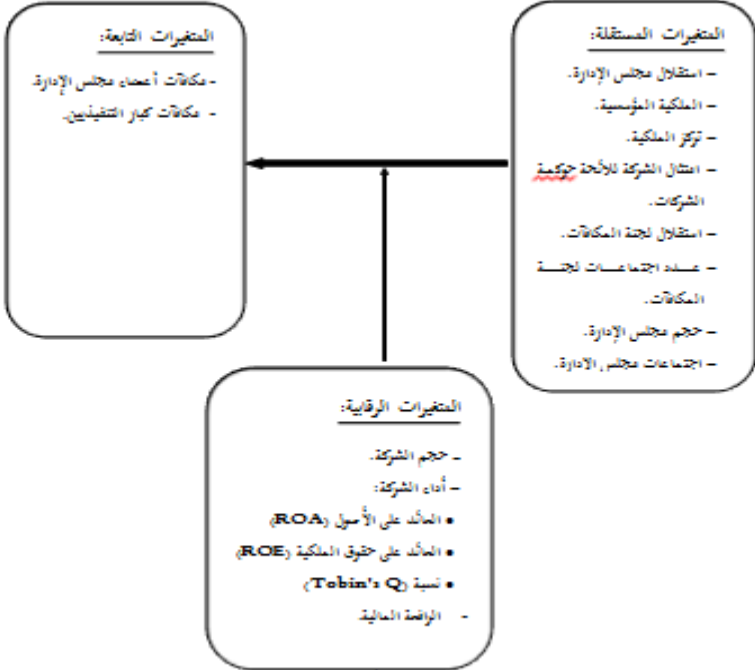 المتغيرات المستقلة:
– استقلال مجلس الإدارة.
– الملكية المؤسسية.
– تركز الملكية.
– امتثال الشركة للائحة حوكمة
الشركات.
– استقلال لجنة المكافآت.
– عدد اجتماعات لجنة
المكافآت.
– حجم مجلس الإدارة.
– اجتماعات مجلس الادارة.
المتغيرات التابعة:
- مكافآت أعضاء مجلس الإدارة.
- مكافآت كبار التنفيذيين.
المتغيرات الرقابية:
- حجم الشركة.
– أداء الشركة:
• العائد على الأصول (ROA)
• العائد على حقوق الملكية (ROE)
• نسبة (Tobin's Q)
- الرافعة المالية.